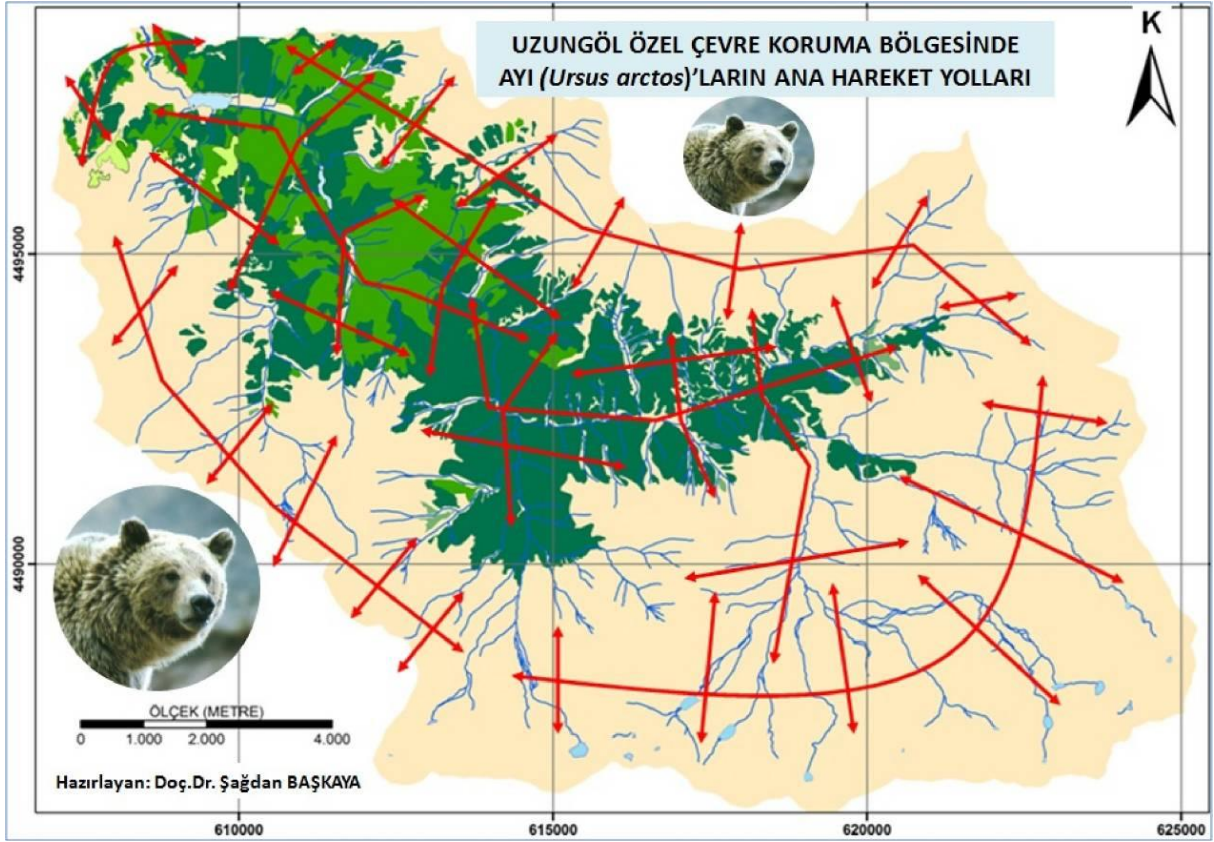 UZUNGÖL ÖZEL ÇEVRE KORUMA BÖLGESİNDE
AYI (Ursus arctos)'LARIN ANA HAREKET YOLLARI
K
4495000
4490000
ÖLÇEK (METRE)
0 1.000 2.000 4.000
Hazırlayan: Doç.Dr. Şağdan BAŞKAYA
610000 615000 620000 625000